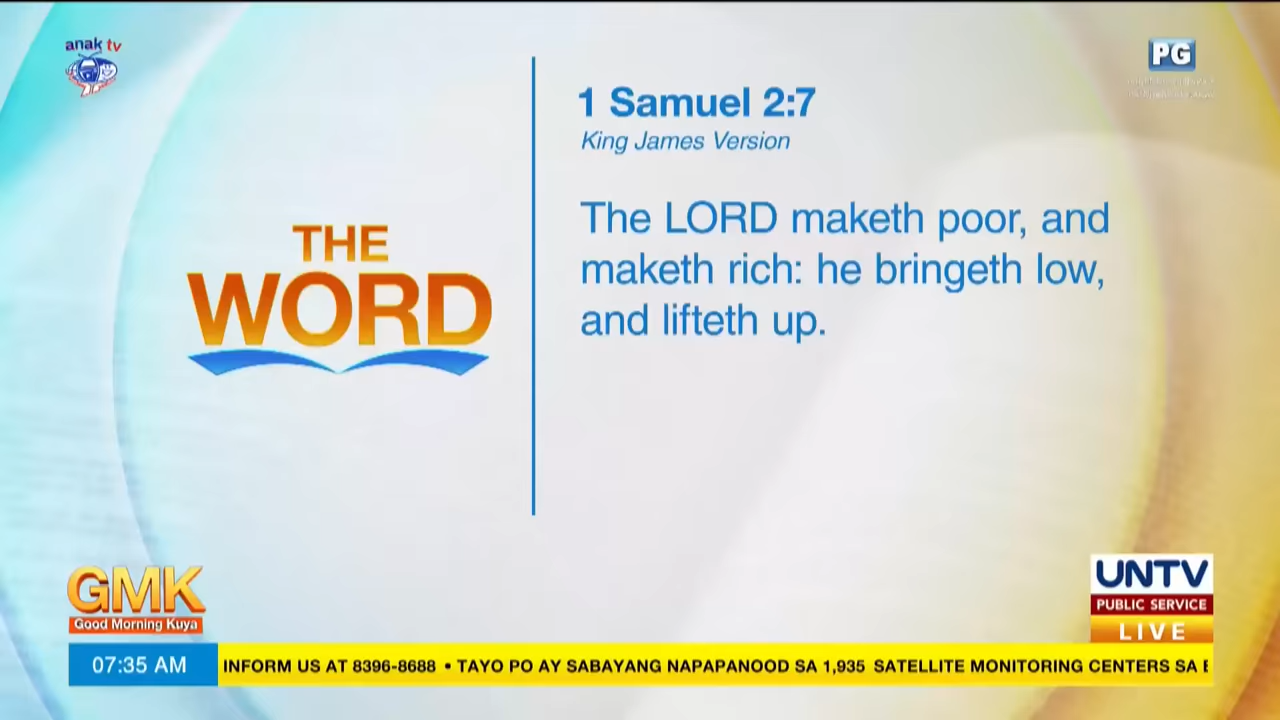 anak tv
PG
1 Samuel 2:7
King James Version
The LORD maketh poor, and
maketh rich: he bringeth low,
and lifteth up.
THE
WORD
GMK
Good Morning Kuya
UNTV
PUBLIC SERVICE
LIVE
07:35 AM
INFORM US AT 8396-8688 • TAYO PO AY SABAYANG NAPAPANOOD SA 1,935 SATELLITE MONITORING CENTERS SA